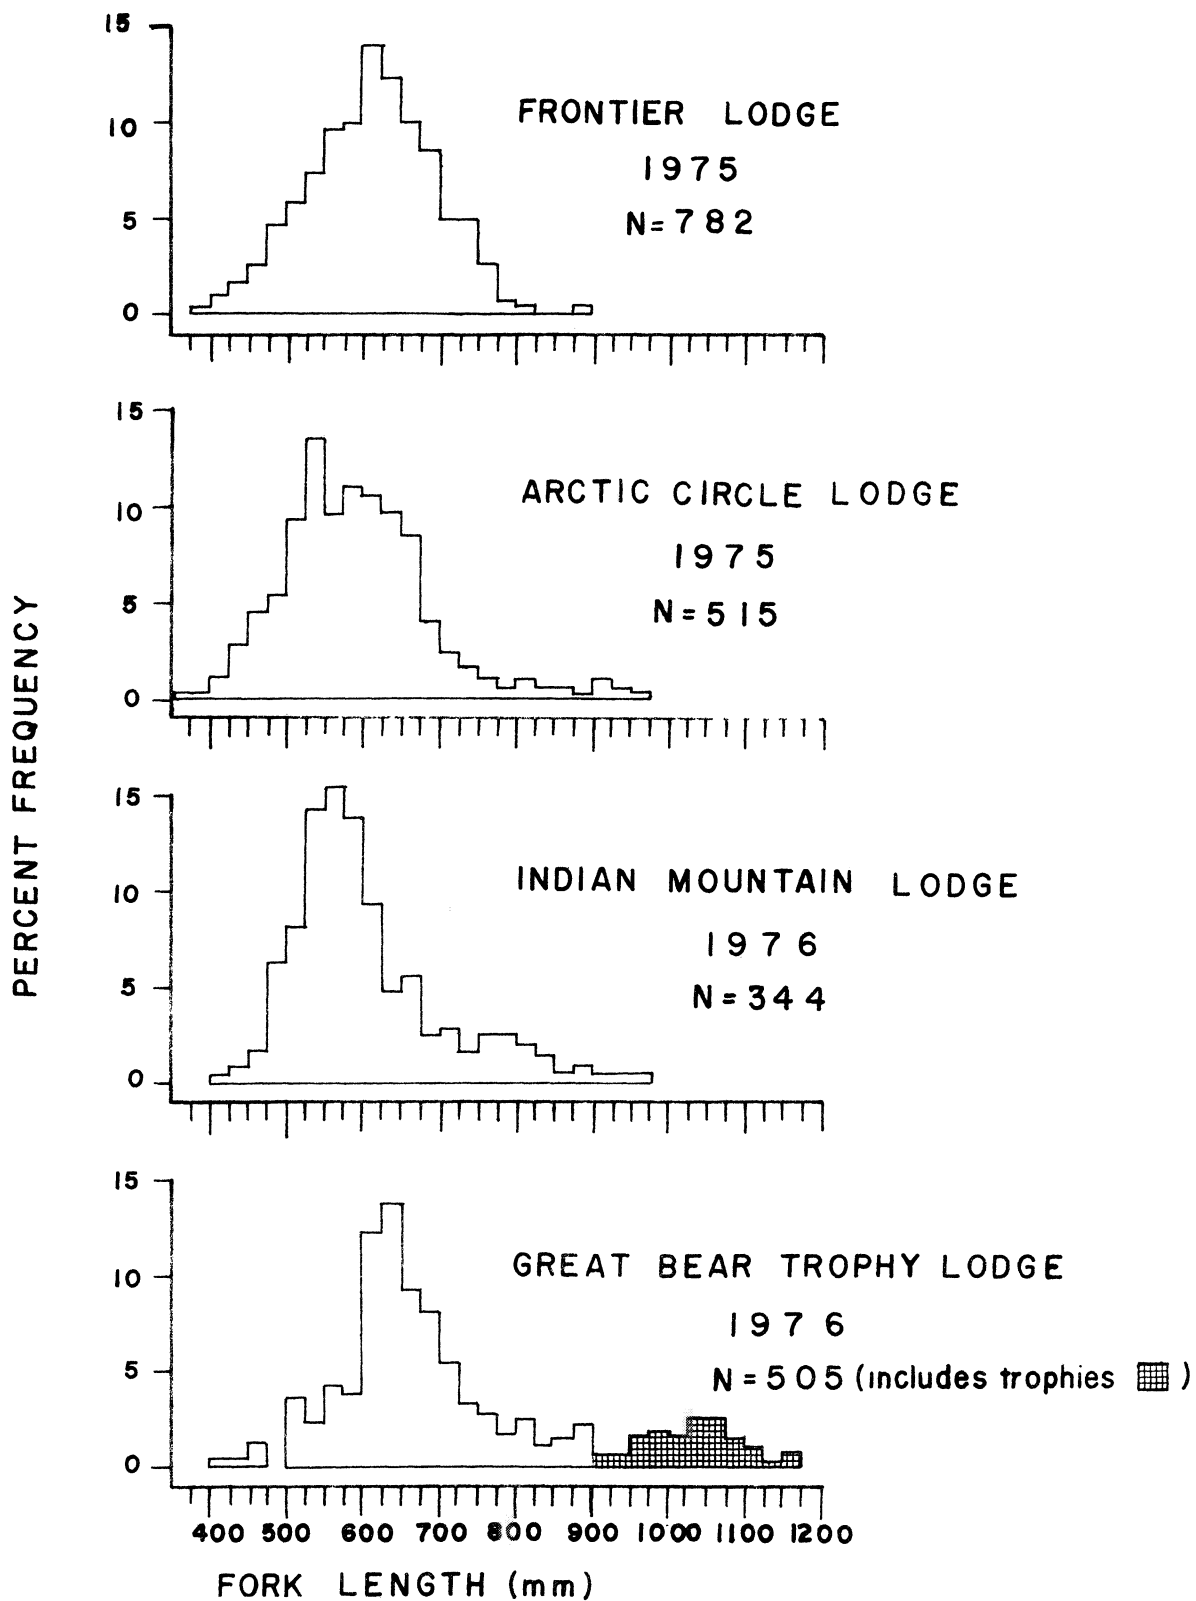 15
10
5
0
FRONTIER LODGE
1975
N=782
15
10
5
0
ARCTIC CIRCLE LODGE
1975
N=515
PERCENT FREQUENCY
15
10
5
0
INDIAN MOUNTAIN LODGE
1976
N=344
15
10
5
0
GREAT BEAR TROPHY LODGE
1976
N=505 (includes trophies )
400 500 600 700 800 900 1000 1100 1200
FORK LENGTH (mm)